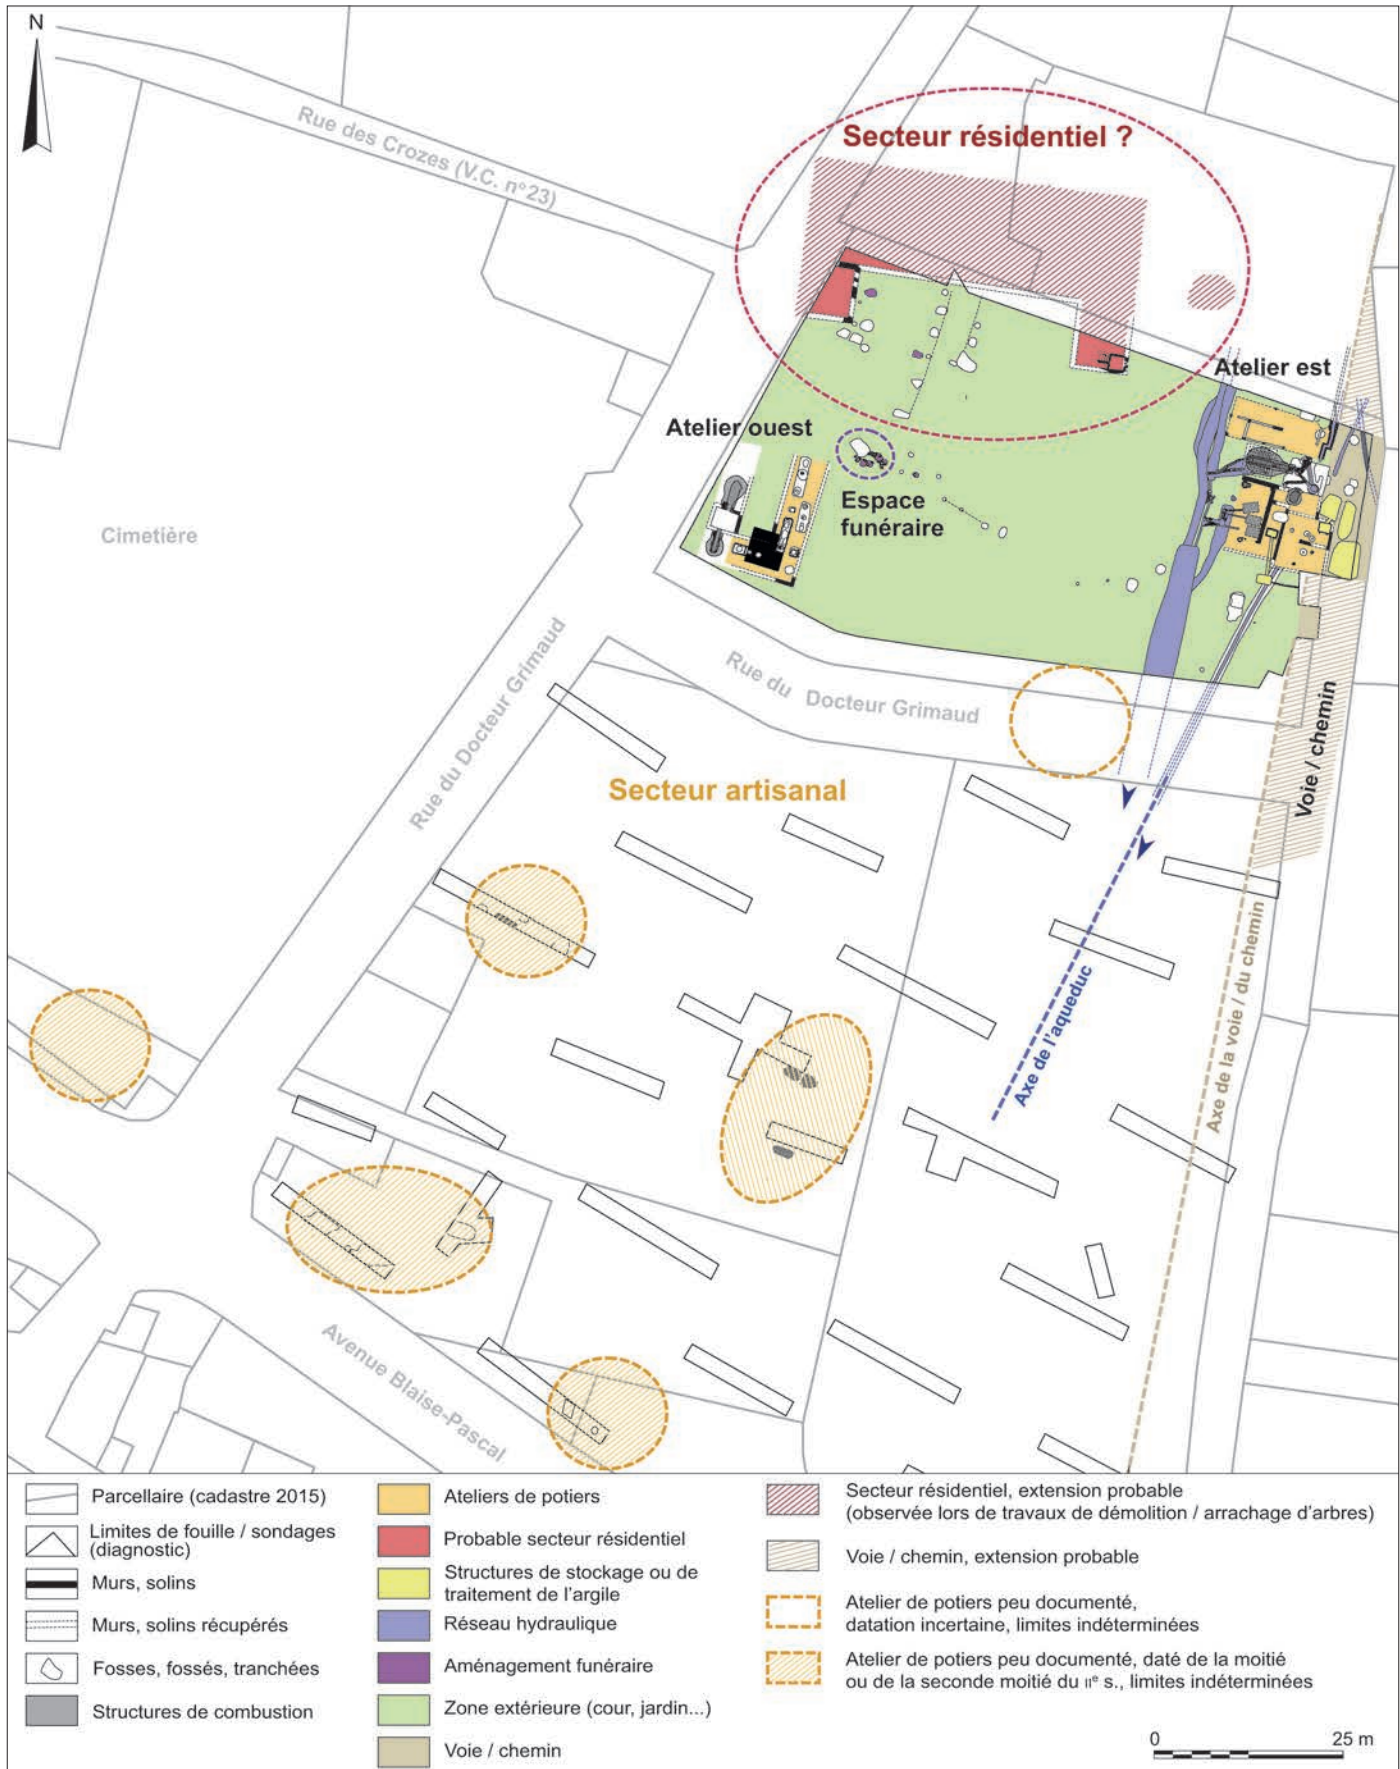 N
Rue des Crozes (V.C. n°23)
Secteur résidentiel ?
Atelier est
Atelier ouest
Espace
funéraire
Cimetière
Rue du Docteur Grimaud
Rue du Docteur Grimaud
Voie / chemin
Secteur artisanal
Axe de l'aqueduc
Axe de la voie / du chemin
Avenue Blaise-Pascal
Parcellaire (cadastre 2015)
Limites de fouille / sondages
(diagnostic)
Murs, solins
Murs, solins récupérés
Fosses, fossés, tranchées
Structures de combustion
Ateliers de potiers
Probable secteur résidentiel
Structures de stockage ou de
traitement de l'argile
Réseau hydraulique
Aménagement funéraire
Zone extérieure (cour, jardin...)
Voie / chemin
Secteur résidentiel, extension probable
(observée lors de travaux de démolition / arrachage d'arbres)
Voie / chemin, extension probable
Atelier de potiers peu documenté,
datation incertaine, limites indéterminées
Atelier de potiers peu documenté, daté de la moitié
ou de la seconde moitié du IIe s., limites indéterminées
0 25 m